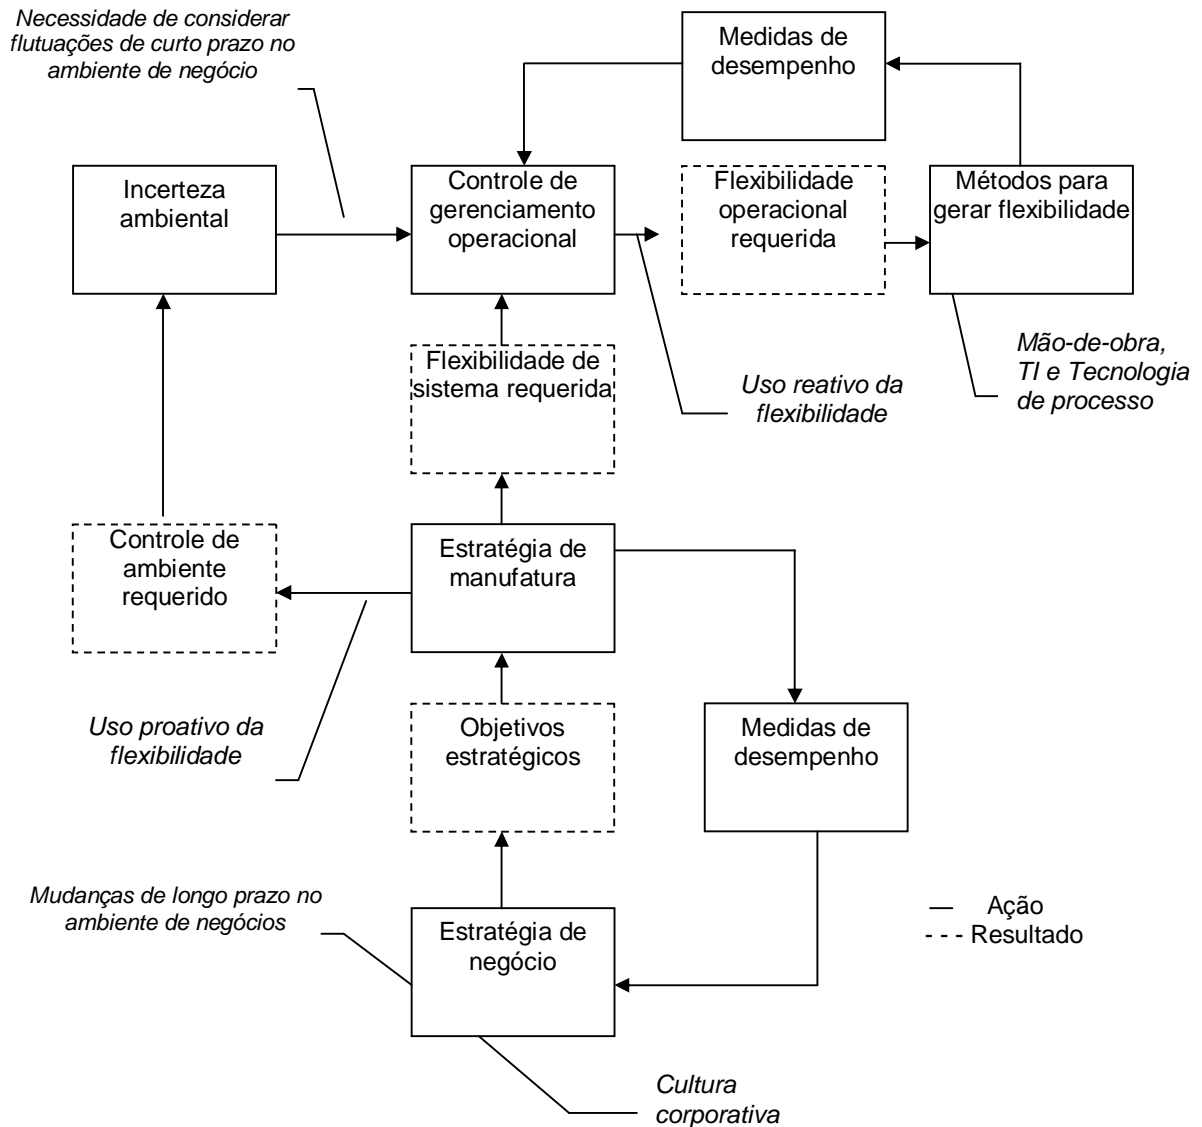 Necessidade de considerar
flutuações de curto prazo no
ambiente de negócio
Medidas de
desempenho
Incerteza
ambiental
Controle de
gerenciamento
operacional
Flexibilidade
operacional
requerida
Métodos para
gerar flexibilidade
Mão-de-obra,
TI e Tecnologia
de processo
Flexibilidade de
sistema requerida
Uso reativo da
flexibilidade
Controle de
ambiente
requerido
Estratégia de
manufatura
Uso proativo da
flexibilidade
Objetivos
estratégicos
Medidas de
desempenho
Mudanças de longo prazo no
ambiente de negócios
Estratégia de
negócio
Ação
Resultado
Cultura
corporativa